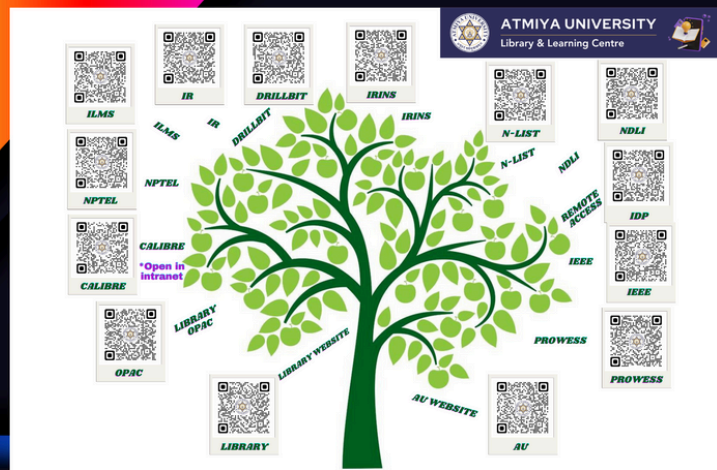 ATMIYA UNIVERSITY
Library & Learning Centre
ILMS
IR
DRILLBIT
IRINS
N-LIST
NDLI
ILMS
IR
DRILLBIT
IRINS
N-LIST
NDLI
NPTEL
NPTEL
REMOTE
ACCESS
IDP
CALIBRE
*Open in
intranet
CALIBRE
IEEE
IEEE
LIBRARY
OPAC
OPAC
LIBRARY WEBSITE
PROWESS
PROWESS
AU WEBSITE
LIBRARY
AU